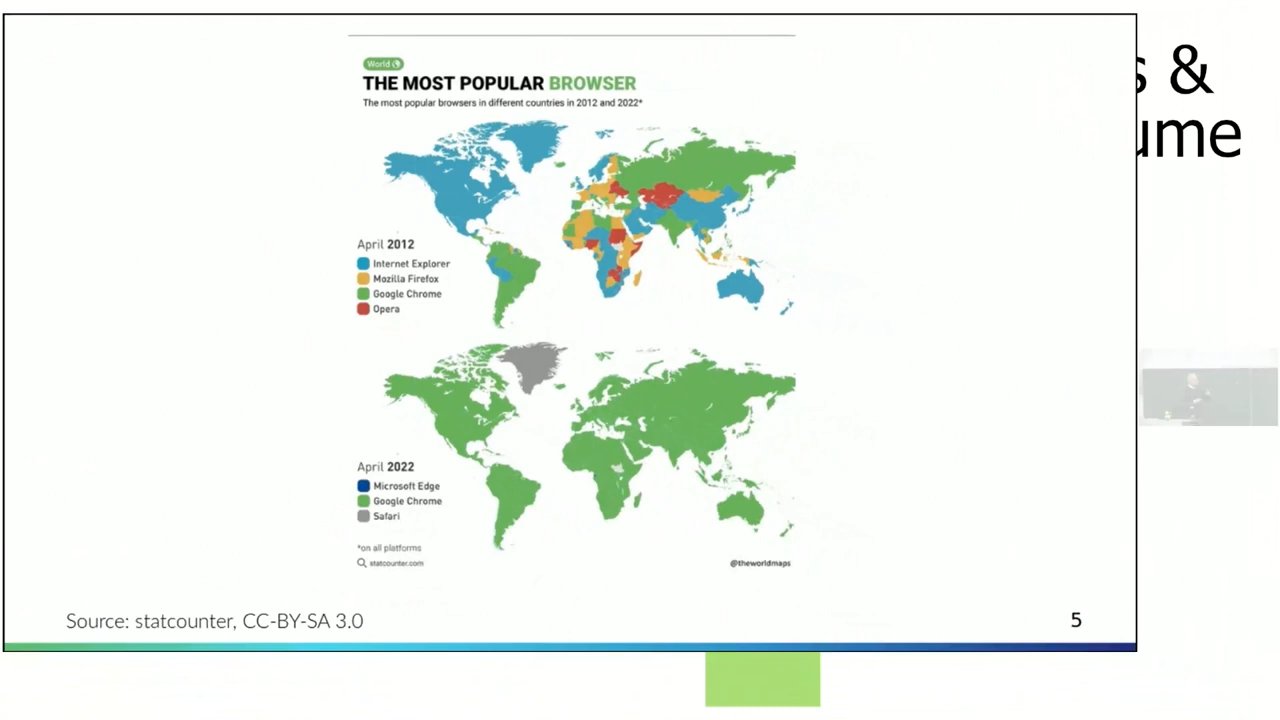 World
THE MOST POPULAR BROWSER
The most popular browsers in different countries in 2012 and 2022*
April 2012
Internet Explorer
Mozilla Firefox
Google Chrome
Opera
April 2022
Microsoft Edge
Google Chrome
Safari
*on all platforms
statcounter.com
@theworldmaps
Source: statcounter, CC-BY-SA 3.0
5
s &
ume